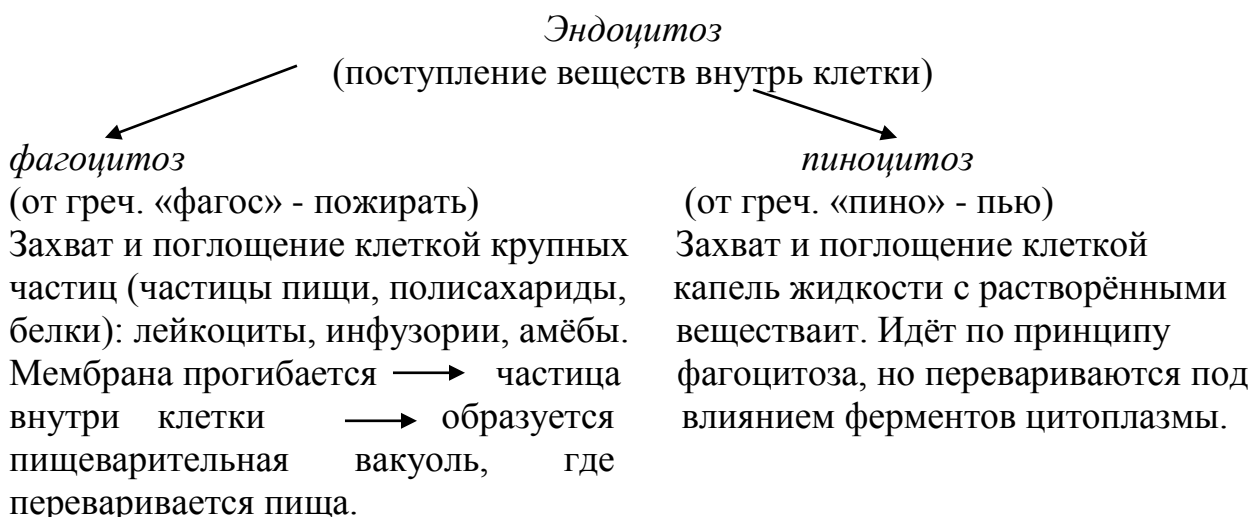 Эндоцитоз
(поступление веществ внутрь клетки)
фагоцитоз
(от греч. «фагос» - пожирать)
Захват и поглощение клеткой крупных
частиц (частицы пищи, полисахариды,
белки): лейкоциты, инфузории, амёбы.
Мембрана прогибается → частица
внутри клетки → образуется
пищеварительная вакуоль, где
переваривается пища.
пиноцитоз
(от греч. «пино» - пью)
Захват и поглощение клеткой
капель жидкости с растворёнными
веществаит. Идёт по принципу
фагоцитоза, но перевариваются под
влиянием ферментов цитоплазмы.